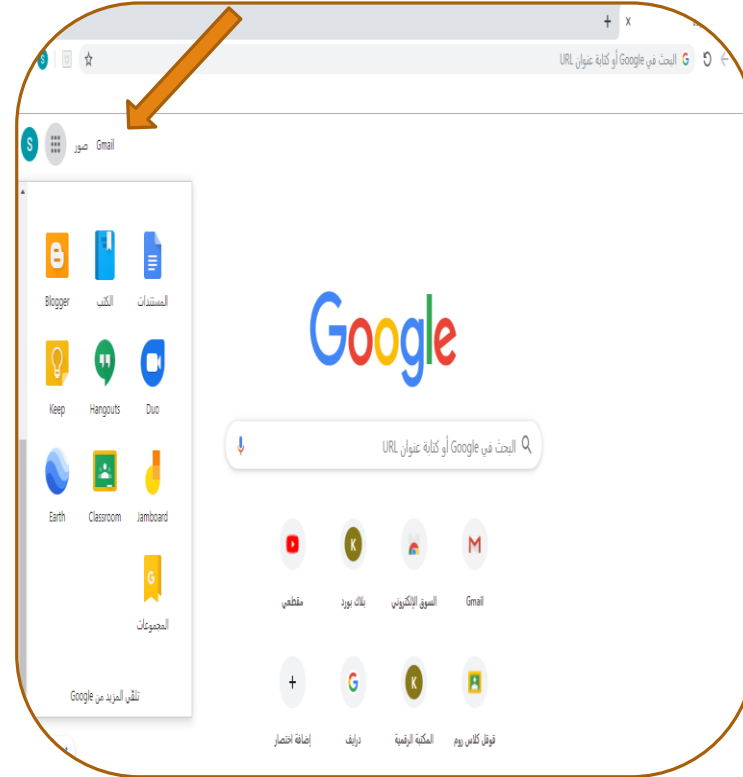 البحث في Google أو كتابة عنوان URL
S
Gmail صور
S
المستندات
الكتب
Blogger
Duo
Hangouts
Keep
Jamboard
Classroom
Earth
المجموعات
تلقّي المزيد من Google
Google
البحث في Google أو كتابة عنوان URL
Gmail
السوق الإلكتروني
بلاك بورد
مقطعي
قوقل كلاس روم
المكتبة الرقمية
درايف
إضافة اختصار
K
K